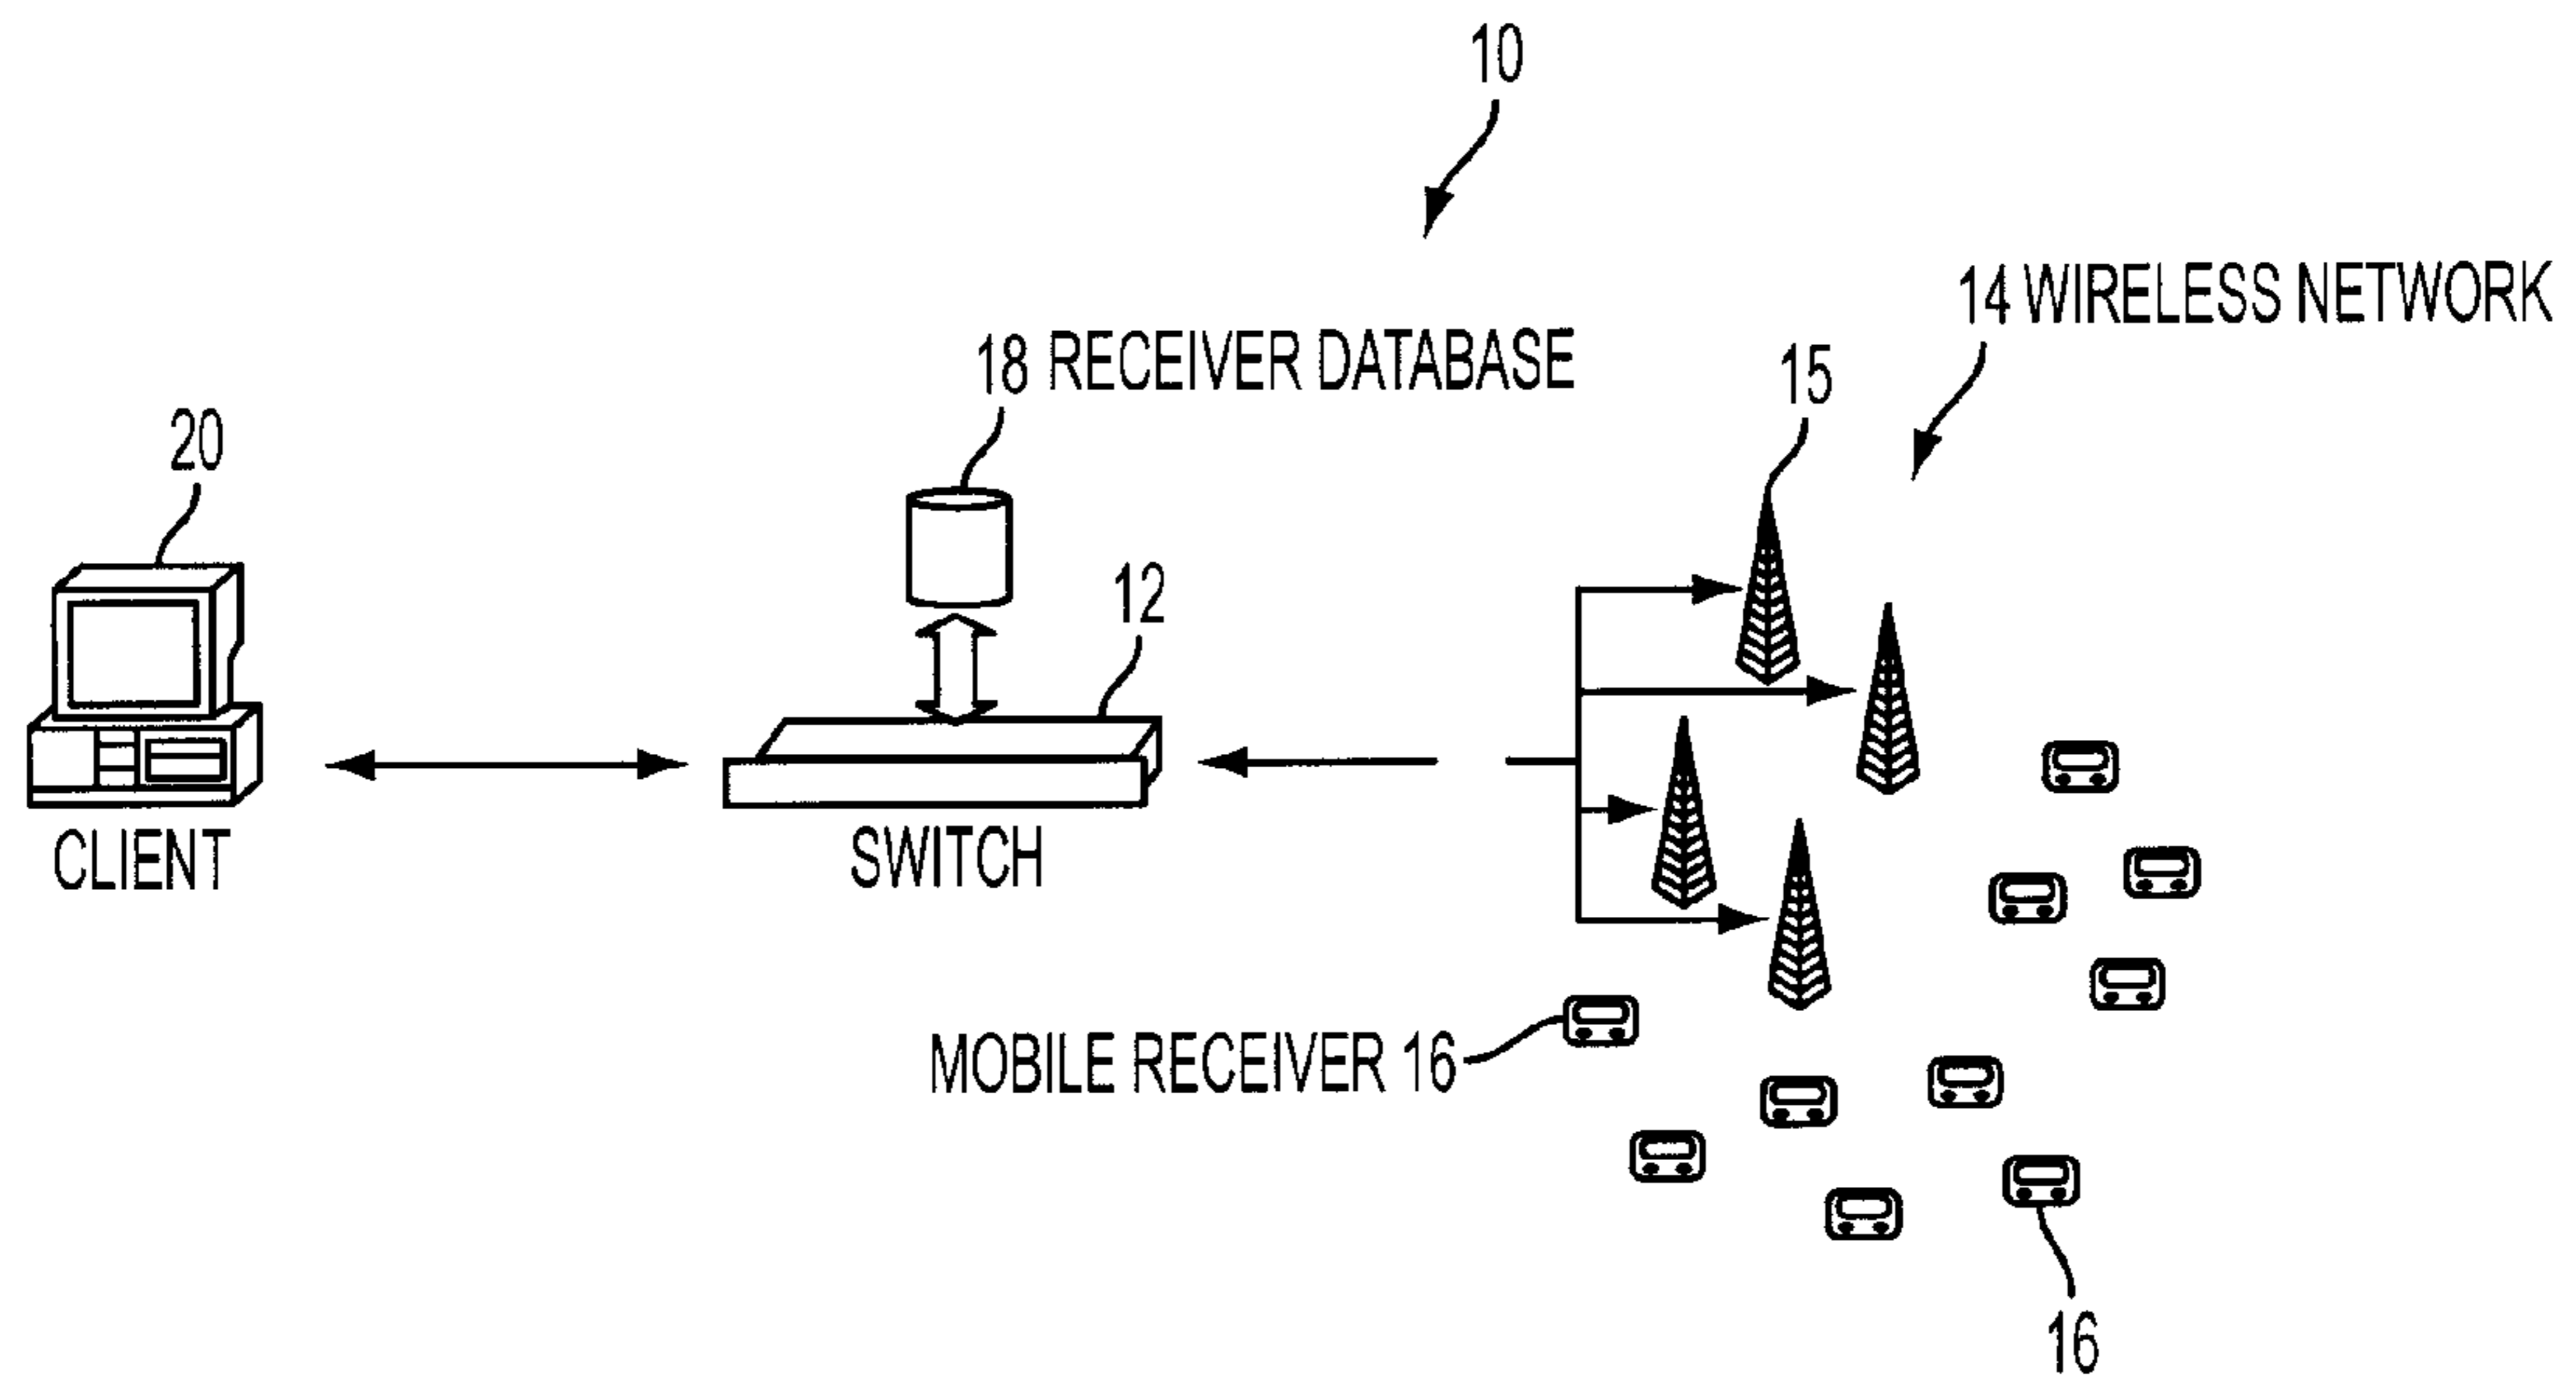 10
14 WIRELESS NETWORK
18 RECEIVER DATABASE
15
20
12
CLIENT
SWITCH
MOBILE RECEIVER 16
16